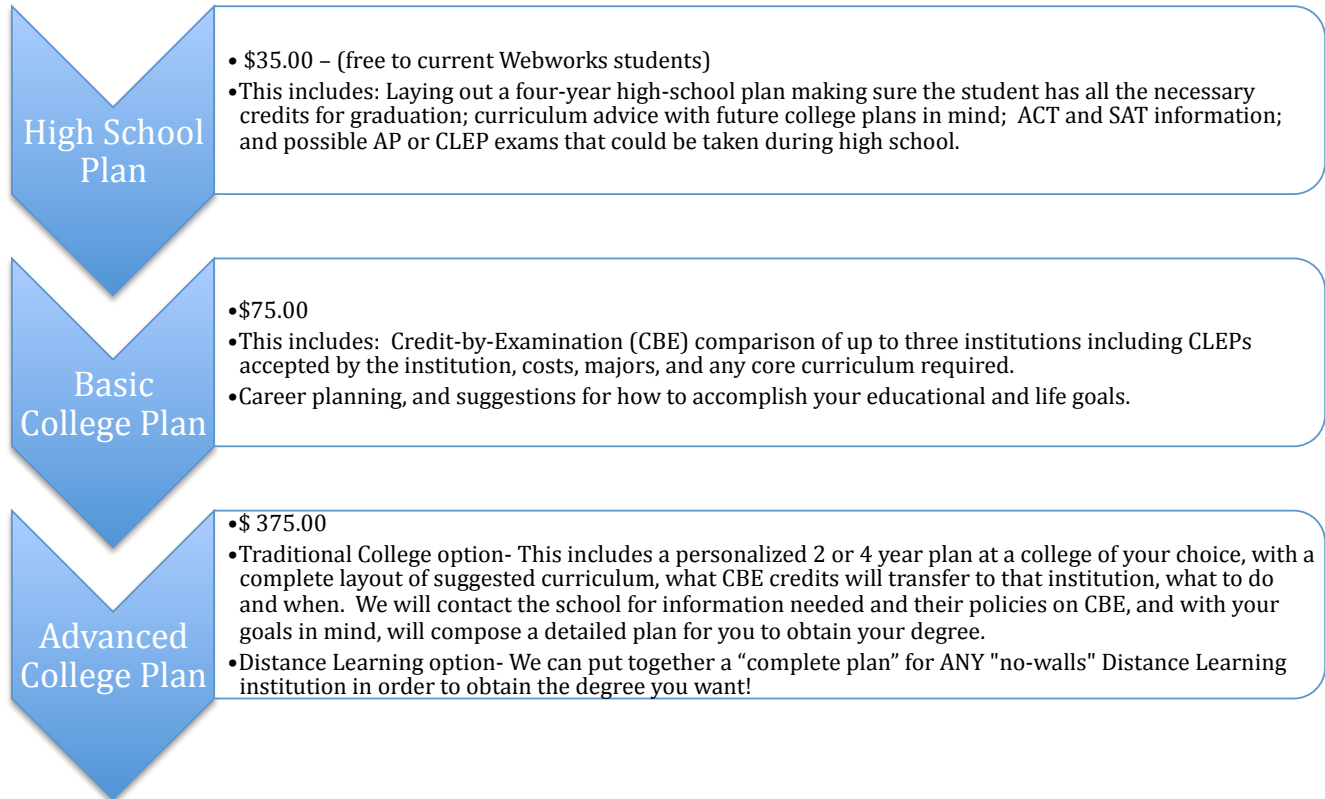 High School
Plan
• $35.00 – (free to current Webworks students)
•This includes: Laying out a four-year high-school plan making sure the student has all the necessary
credits for graduation; curriculum advice with future college plans in mind;  ACT and SAT information;
and possible AP or CLEP exams that could be taken during high school.
Basic
College Plan
•$75.00
•This includes:  Credit-by-Examination (CBE) comparison of up to three institutions including CLEPs
accepted by the institution, costs, majors, and any core curriculum required.
•Career planning, and suggestions for how to accomplish your educational and life goals.
Advanced
College Plan
•$ 375.00
•Traditional College option- This includes a personalized 2 or 4 year plan at a college of your choice, with a
complete layout of suggested curriculum, what CBE credits will transfer to that institution, what to do
and when.  We will contact the school for information needed and their policies on CBE, and with your
goals in mind, will compose a detailed plan for you to obtain your degree.
•Distance Learning option- We can put together a “complete plan” for ANY "no-walls" Distance Learning
institution in order to obtain the degree you want!